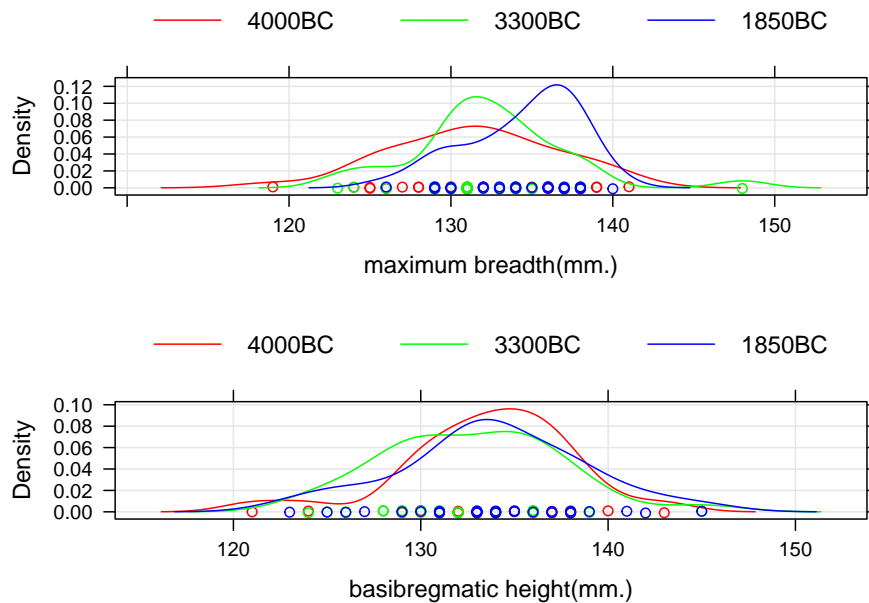 4000BC 3300BC 1850BC
Density
0.12
0.10
0.08
0.06
0.04
0.02
0.00
120 130 140 150
maximum breadth(mm.)
4000BC 3300BC 1850BC
Density
0.10
0.08
0.06
0.04
0.02
0.00
120 130 140 150
basibregmatic height(mm.)